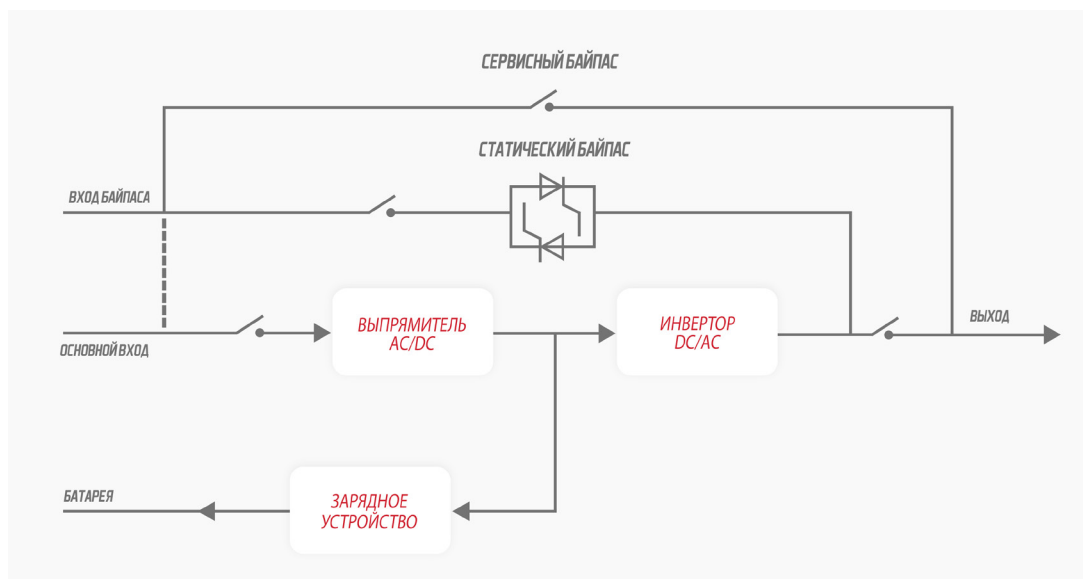 СЕРВИСНЫЙ БАЙПАС
СТАТИЧЕСКИЙ БАЙПАС
ВХОД БАЙПАСА
ВЫПРЯМИТЕЛЬ
AC/DC
ИНВЕРТОР
DC/AC
ВЫХОД
ОСНОВНОЙ ВХОД
БАТАРЕЯ
ЗАРЯДНОЕ
УСТРОЙСТВО